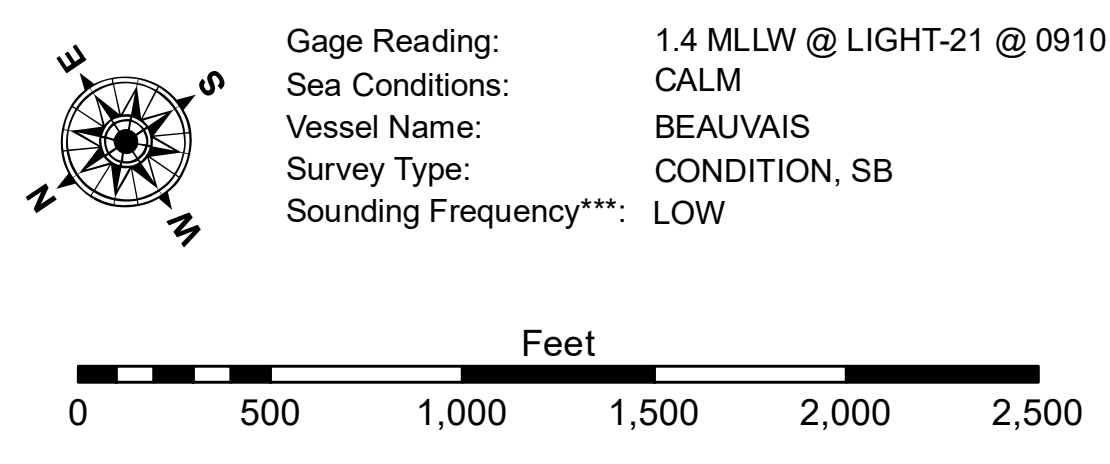 E
S
N
W
Gage Reading: 1.4 MLLW @ LIGHT-21 @ 0910
Sea Conditions: CALM
Vessel Name: BEAUVAIS
Survey Type: CONDITION, SB
Sounding Frequency***: LOW
Feet
0 500 1,000 1,500 2,000 2,500